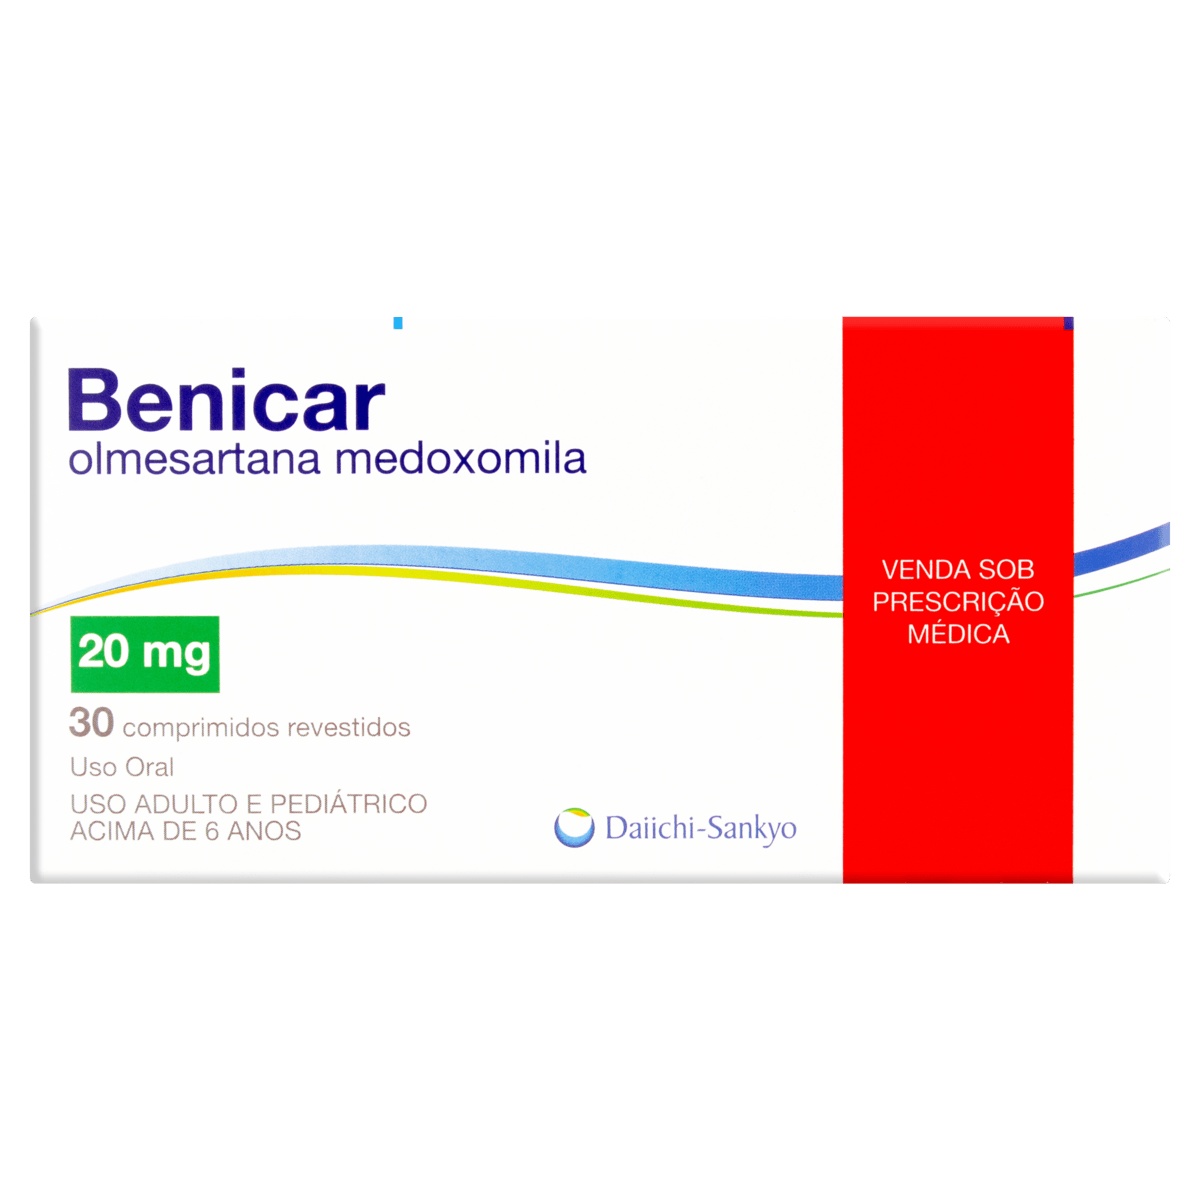 Benicar
olmesartana medoxomila
20 mg
30 comprimidos revestidos
Uso Oral
USO ADULTO E PEDIÁTRICO
ACIMA DE 6 ANOS
Daiichi-Sankyo
VENDA SOB
PRESCRIÇÃO
MÉDICA